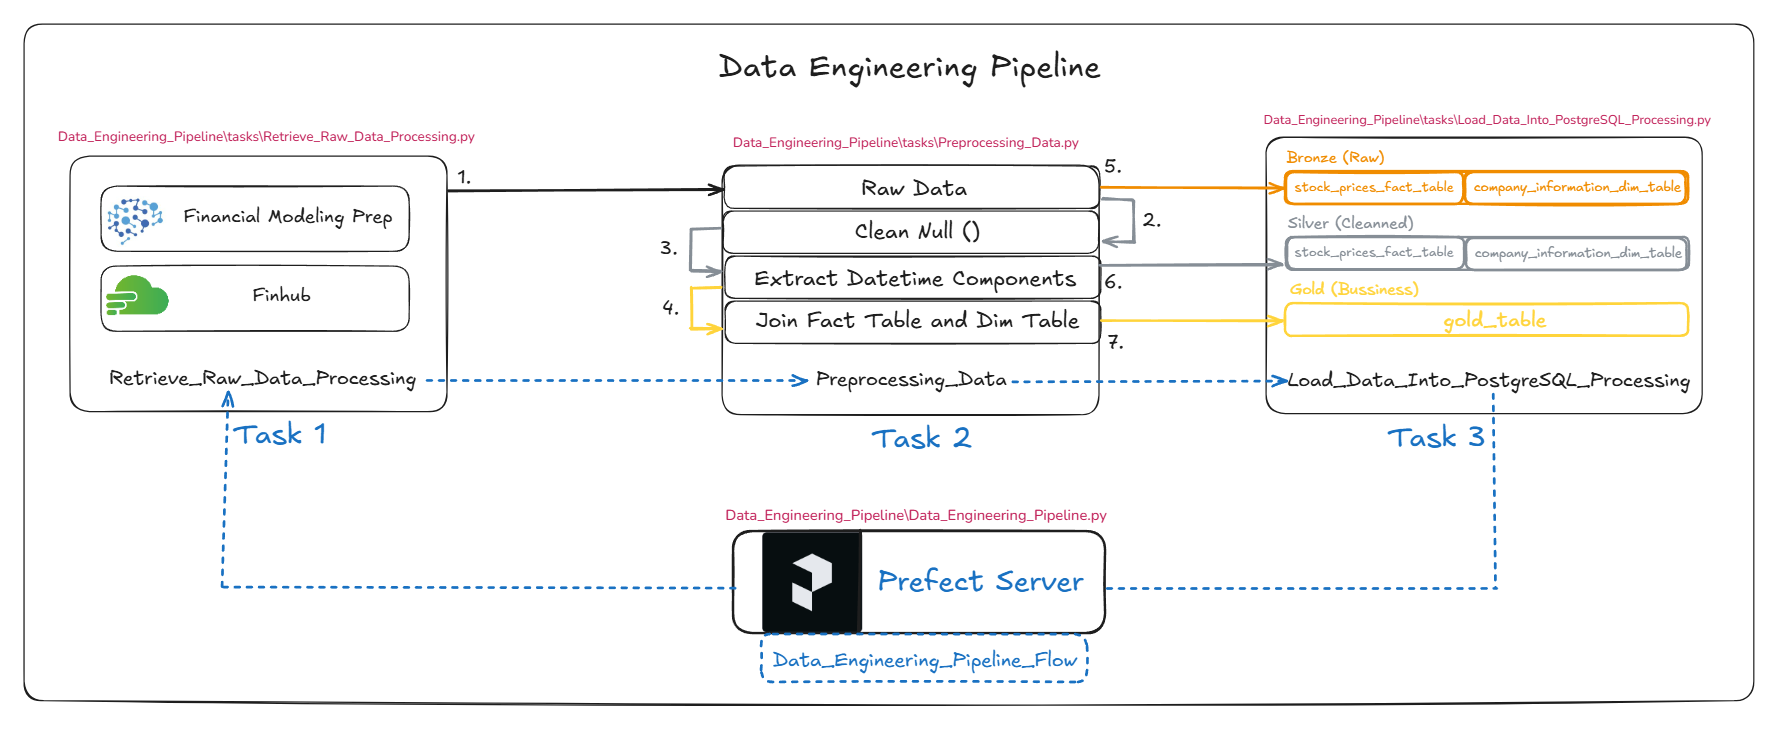 Data Engineering Pipeline
Data_Engineering_Pipeline\tasks\Retrieve_Raw_Data_Processing.py
1.
Financial Modeling Prep
Finhub
Retrieve_Raw_Data_Processing
Task 1
Data_Engineering_Pipeline\tasks\Preprocessing_Data.py
5.
Raw Data
2.
Clean Null ()
3.
Extract Datetime Components
6.
4.
Join Fact Table and Dim Table
7.
Preprocessing_Data
Task 2
Data_Engineering_Pipeline\tasks\Load_Data_Into_PostgreSQL_Processing.py
Bronze (Raw)
stock_prices_fact_table
company_information_dim_table
Silver (Cleanned)
stock_prices_fact_table
company_information_dim_table
Gold (Bussiness)
gold_table
Load_Data_Into_PostgreSQL_Processing
Task 3
Data_Engineering_Pipeline\Data_Engineering_Pipeline.py
Prefect Server
Data_Engineering_Pipeline_Flow